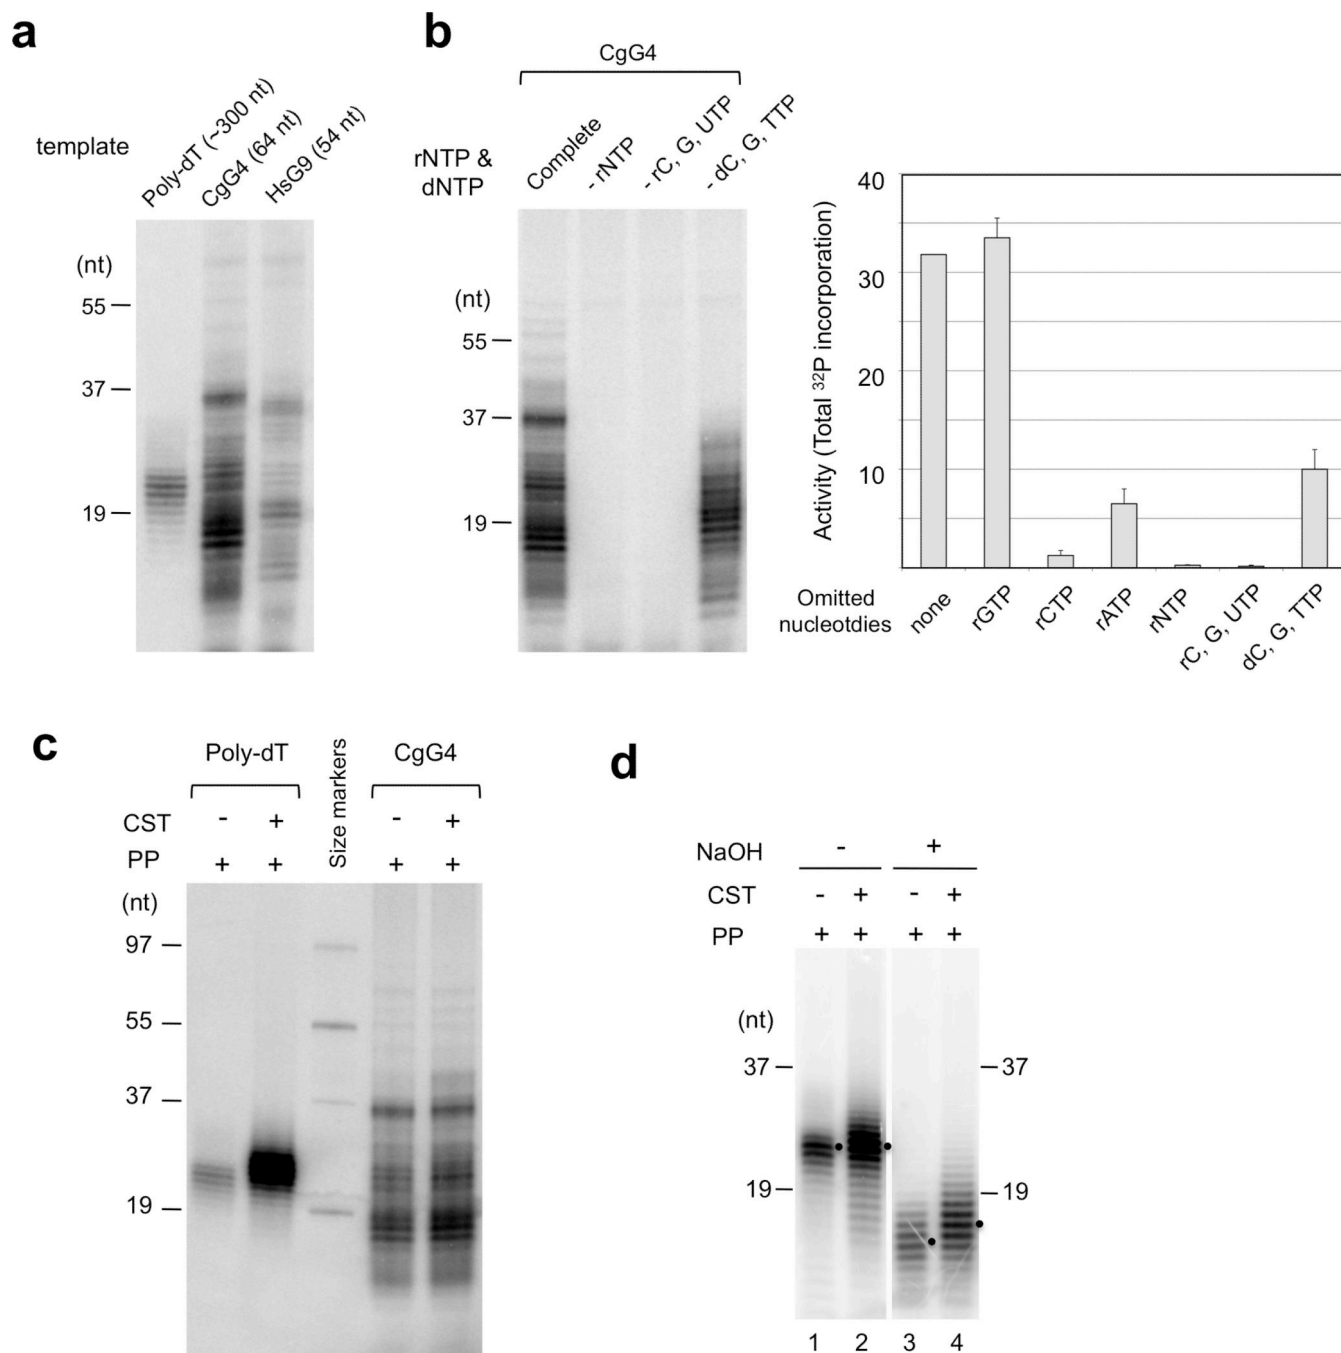 a
template
Poly-dT (~300 nt)
CgG4 (64 nt)
HsG9 (54 nt)
(nt)
55
37
19
b
CgG4
rNTP &
dNTP
Complete
- rNTP
- rC, G, UTP
- dC, G, TTP
(nt)
55
37
19
Activity (Total ³²P incorporation)
40
30
20
10
Omitted
nucleotdies
none
rGTP
rCTP
rATP
rNTP
rC, G, UTP
dC, G, TTP
c
Poly-dT
Size markers
CgG4
CST - + - +
PP + + + +
(nt)
97
55
37
19
d
NaOH - +
CST - + - +
PP + + + +
(nt)
37 37
19 19
1 2 3 4